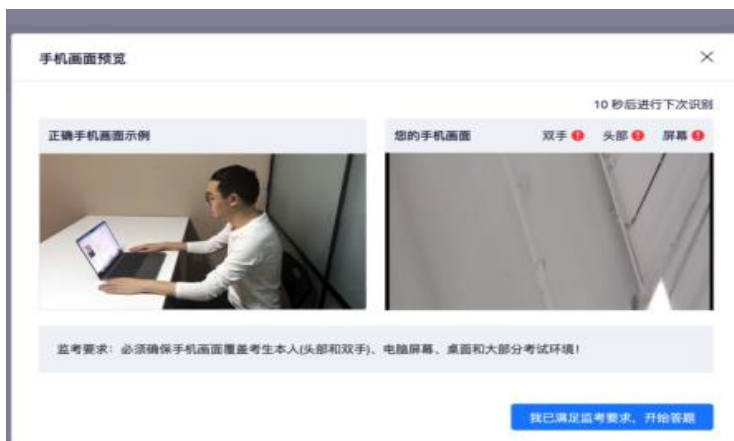 手机画面预览
10 秒后进行下次识别
正确手机画面示例
您的手机画面 双手 头部 屏幕
监考要求：必须确保手机画面覆盖考生本人(头部和双手)、电脑屏幕、桌面和大部分考试环境!
我已满足监考要求，开始答题